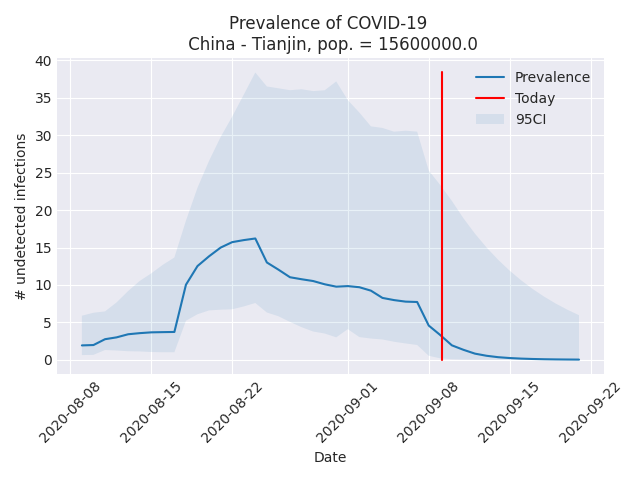 Prevalence of COVID-19
China - Tianjin, pop. = 15600000.0
# undetected infections
40
35
30
25
20
15
10
5
0
Prevalence
Today
95CI
2020-08-08
2020-08-15
2020-08-22
2020-09-01
2020-09-08
2020-09-15
2020-09-22
Date